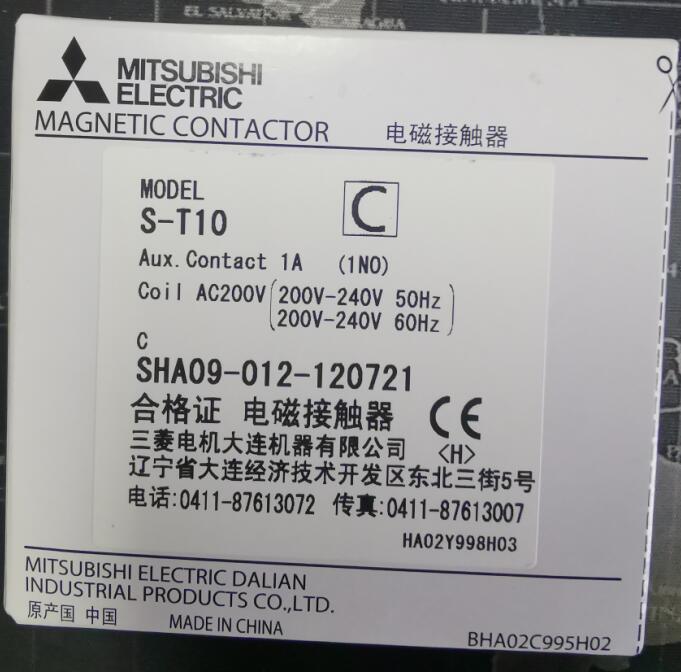 EL SALVADOR
MITSUBISHI
ELECTRIC
MAGNETIC CONTACTOR 电磁接触器
MODEL
S-T10 C
Aux.Contact 1A (1NO)
Coil AC200V (200V-240V 50Hz
200V-240V 60Hz)
C
SHA09-012-120721
合格证 电磁接触器 CE
三菱电机大连机器有限公司 <H>
辽宁省大连经济技术开发区东北三街5号
电话:0411-87613072 传真:0411-87613007
HA02Y998H03
MITSUBISHI ELECTRIC DALIAN
INDUSTRIAL PRODUCTS CO.,LTD.
原产国 中国 MADE IN CHINA
BHA02C995H02